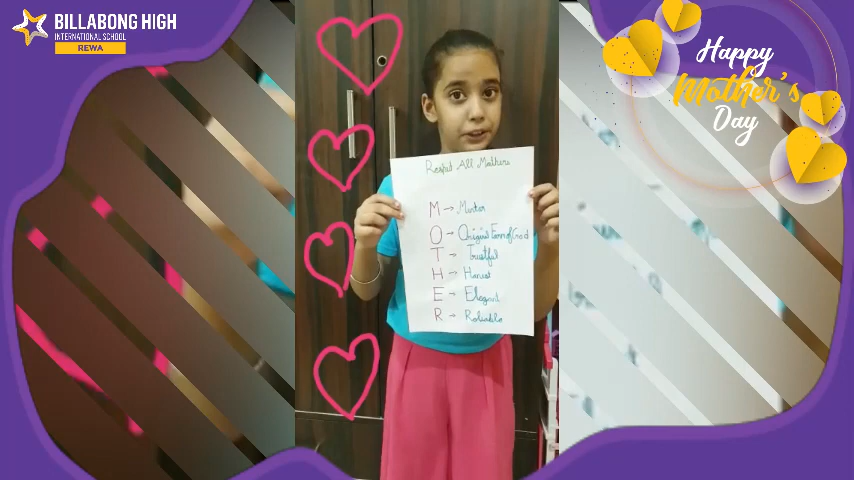 BILLABONG HIGH
INTERNATIONAL SCHOOL
REWA
Happy
Mother's
Day
Respect All Mothers
M → Mentor
O → Original Form of God
T → Trustful
H → Honest
E → Elegant
R → Reliable